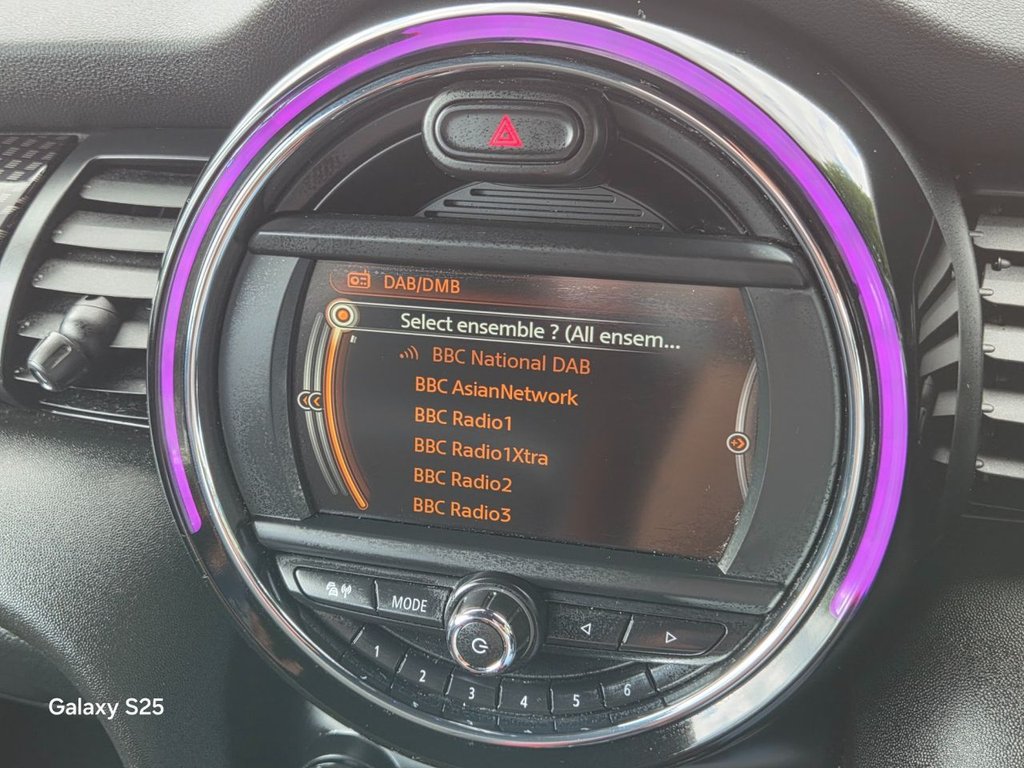 DAB/DMB
Select ensemble ? (All ensem...
BBC National DAB
BBC AsianNetwork
BBC Radio1
BBC Radio1Xtra
BBC Radio2
BBC Radio3
MODE
1
2
3
4
5
6
Galaxy S25